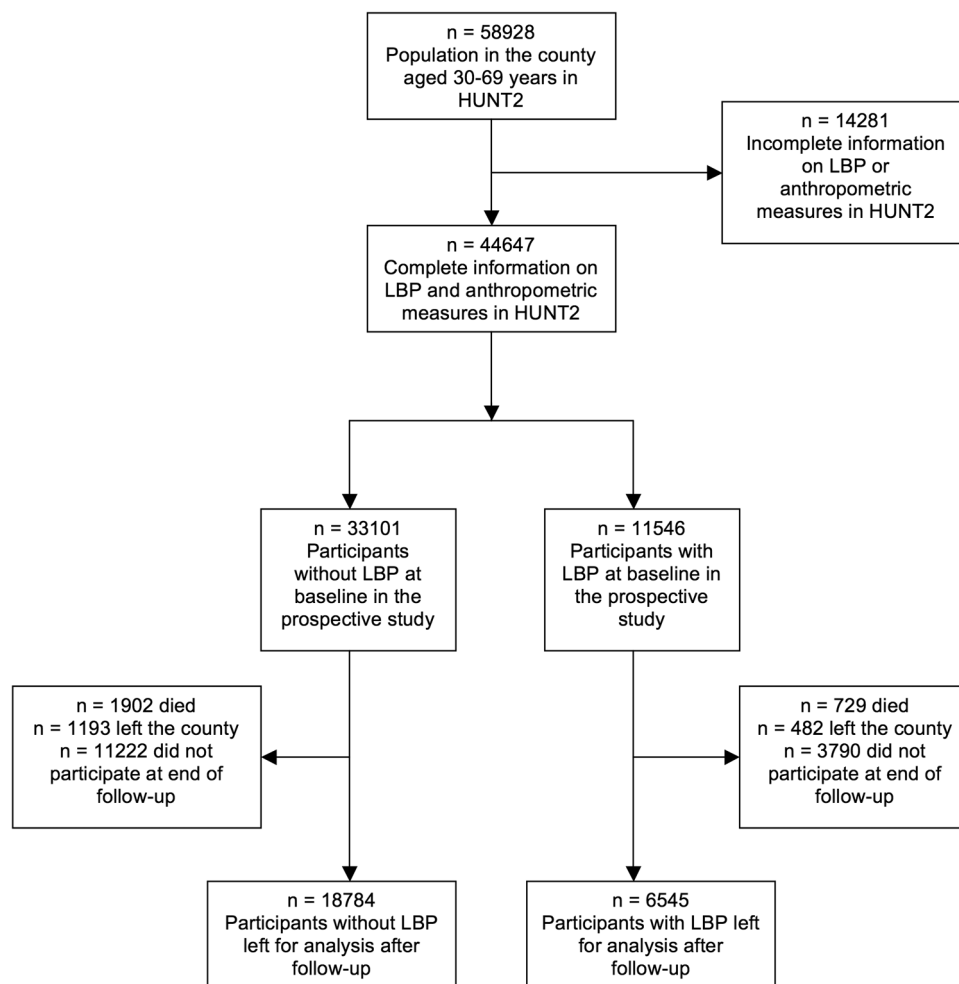 n = 58928
Population in the county
aged 30-69 years in
HUNT2
n = 14281
Incomplete information
on LBP or
anthropometric
measures in HUNT2
n = 44647
Complete information on
LBP and anthropometric
measures in HUNT2
n = 33101
Participants
without LBP at
baseline in the
prospective study
n = 11546
Participants with
LBP at baseline in
the prospective
study
n = 1902 died
n = 1193 left the county
n = 11222 did not
participate at end of
follow-up
n = 729 died
n = 482 left the county
n = 3790 did not
participate at end of
follow-up
n = 18784
Participants without LBP
left for analysis after
follow-up
n = 6545
Participants with LBP left
for analysis after
follow-up